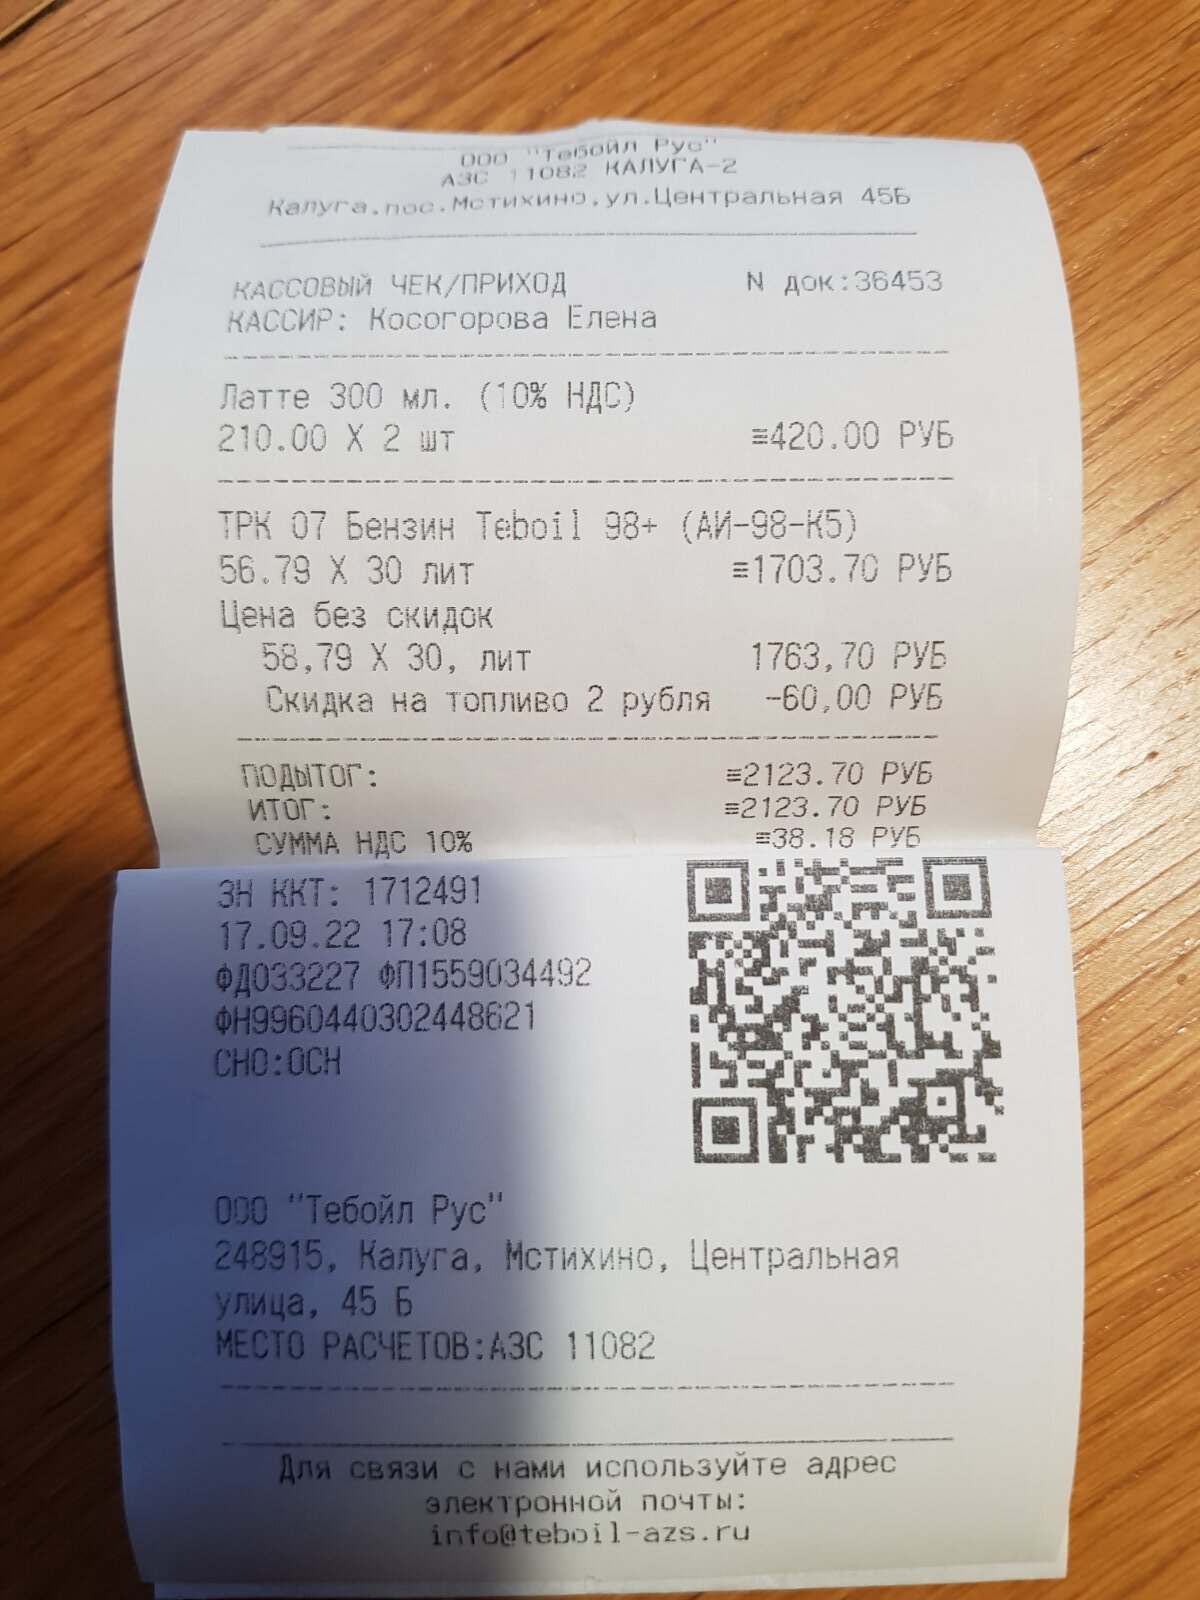 ООО "Тебойл Рус"
АЗС 11082 КАЛУГА-2
Калуга,пос.Мстихино,ул.Центральная 45Б
КАССОВЫЙ ЧЕК/ПРИХОД N док:36453
КАССИР: Косогорова Елена
Латте 300 мл. (10% НДС)
210.00 X 2 шт ≡420.00 РУБ
ТРК 07 Бензин Teboil 98+ (АИ-98-К5)
56.79 X 30 лит ≡1703.70 РУБ
Цена без скидок
58,79 X 30, лит 1763,70 РУБ
Скидка на топливо 2 рубля -60,00 РУБ
ПОДЫТОГ: ≡2123.70 РУБ
ИТОГ: ≡2123.70 РУБ
СУММА НДС 10% ≡38.18 РУБ
ЗН ККТ: 1712491
17.09.22 17:08
ФД033227 ФП1559034492
ФН9960440302448621
СНО:ОСН
ООО "Тебойл Рус"
248915, Калуга, Мстихино, Центральная
улица, 45 Б
МЕСТО РАСЧЕТОВ:АЗС 11082
Для связи с нами используйте адрес
электронной почты:
info@teboil-azs.ru